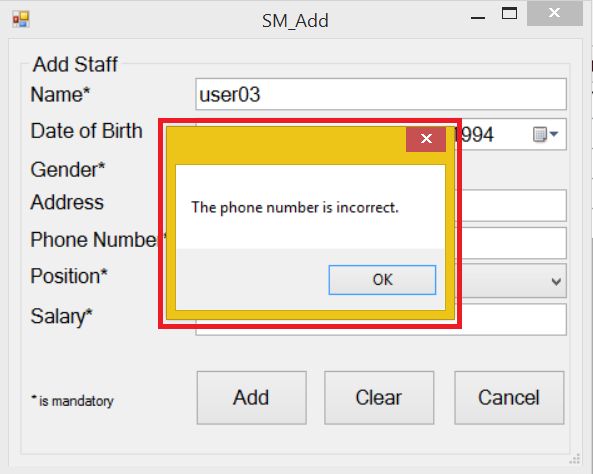 SM_Add
Add Staff
Name* user03
Date of Birth 1994
Gender*
Address
Phone Number*
The phone number is incorrect.
OK
Position*
Salary*
* is mandatory
Add Clear Cancel